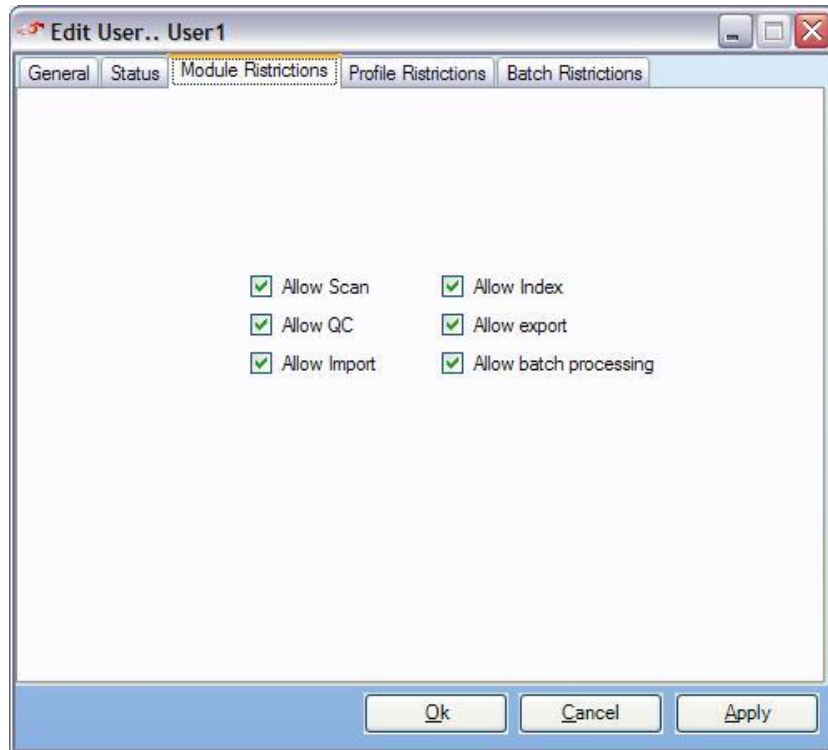 Edit User.. User1
General Status Module Ristrictions Profile Ristrictions Batch Ristrictions
Allow Scan Allow Index
Allow QC Allow export
Allow Import Allow batch processing
Ok Cancel Apply